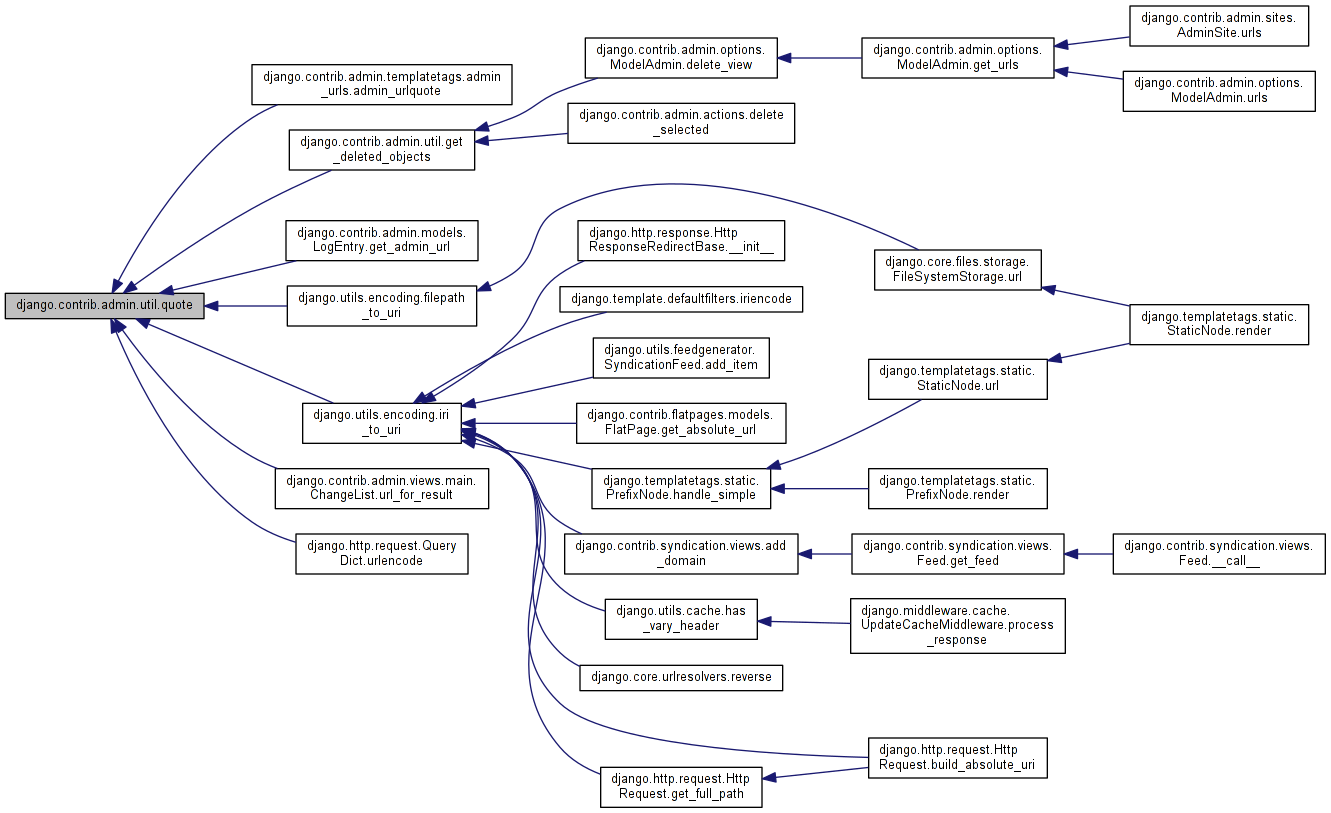 django.contrib.admin.sites.
AdminSite.urls
django.contrib.admin.options.
ModelAdmin.delete_view
django.contrib.admin.options.
ModelAdmin.get_urls
django.contrib.admin.templatetags.admin
_urls.admin_urlquote
django.contrib.admin.options.
ModelAdmin.urls
django.contrib.admin.actions.delete
_selected
django.contrib.admin.util.get
_deleted_objects
django.contrib.admin.models.
LogEntry.get_admin_url
django.http.response.Http
ResponseRedirectBase.__init__
django.core.files.storage.
FileSystemStorage.url
django.contrib.admin.util.quote
django.utils.encoding.filepath
_to_uri
django.template.defaultfilters.iriencode
django.templatetags.static.
StaticNode.render
django.utils.feedgenerator.
SyndicationFeed.add_item
django.templatetags.static.
StaticNode.url
django.utils.encoding.iri
_to_uri
django.contrib.flatpages.models.
FlatPage.get_absolute_url
django.contrib.admin.views.main.
ChangeList.url_for_result
django.templatetags.static.
PrefixNode.handle_simple
django.templatetags.static.
PrefixNode.render
django.http.request.Query
Dict.urlencode
django.contrib.syndication.views.add
_domain
django.contrib.syndication.views.
Feed.get_feed
django.contrib.syndication.views.
Feed.__call__
django.utils.cache.has
_vary_header
django.middleware.cache.
UpdateCacheMiddleware.process
_response
django.core.urlresolvers.reverse
django.http.request.Http
Request.build_absolute_uri
django.http.request.Http
Request.get_full_path